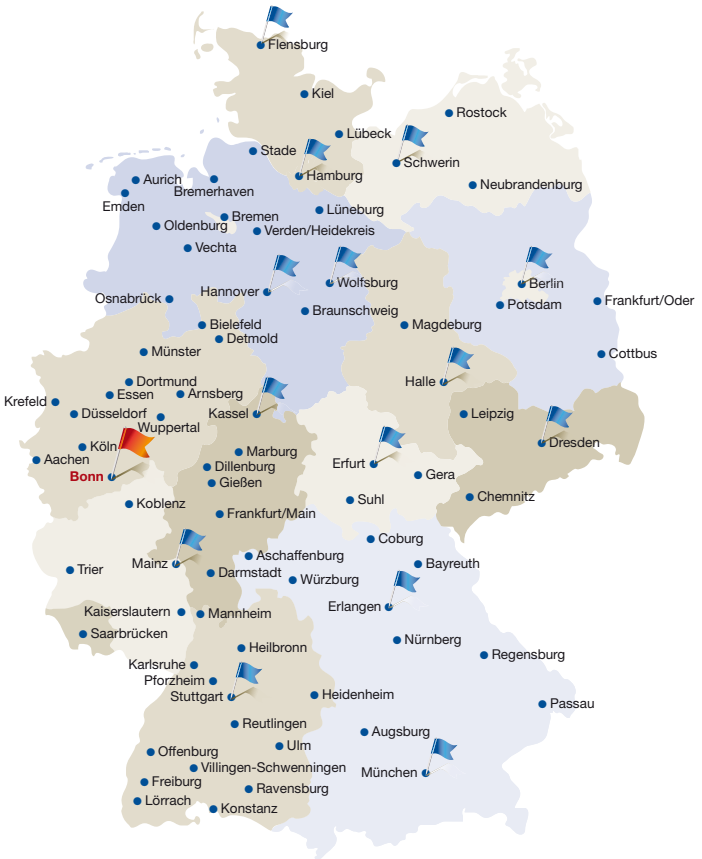 Flensburg
Kiel
Rostock
Lübeck
Stade
Schwerin
Hamburg
Aurich
Bremerhaven
Neubrandenburg
Emden
Lüneburg
Bremen
Oldenburg
Verden/Heidekreis
Vechta
Hannover
Wolfsburg
Berlin
Osnabrück
Potsdam
Frankfurt/Oder
Braunschweig
Bielefeld
Magdeburg
Detmold
Münster
Cottbus
Dortmund
Halle
Essen
Arnsberg
Krefeld
Düsseldorf
Kassel
Leipzig
Wuppertal
Dresden
Köln
Marburg
Aachen
Dillenburg
Erfurt
Bonn
Gießen
Gera
Koblenz
Suhl
Chemnitz
Frankfurt/Main
Coburg
Aschaffenburg
Mainz
Bayreuth
Trier
Darmstadt
Würzburg
Erlangen
Kaiserslautern
Mannheim
Saarbrücken
Nürnberg
Heilbronn
Regensburg
Karlsruhe
Pforzheim
Stuttgart
Heidenheim
Passau
Reutlingen
Augsburg
Ulm
Offenburg
Villingen-Schwenningen
München
Freiburg
Ravensburg
Lörrach
Konstanz